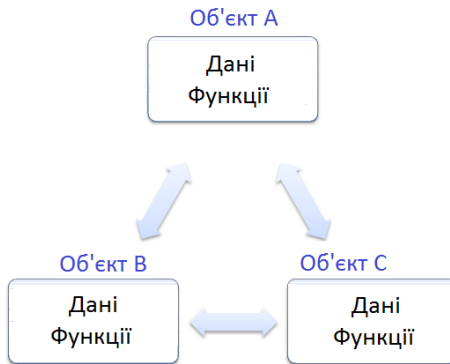 Об'єкт А
Дані
Функції
Об'єкт В
Об'єкт С
Дані
Функції
Дані
Функції